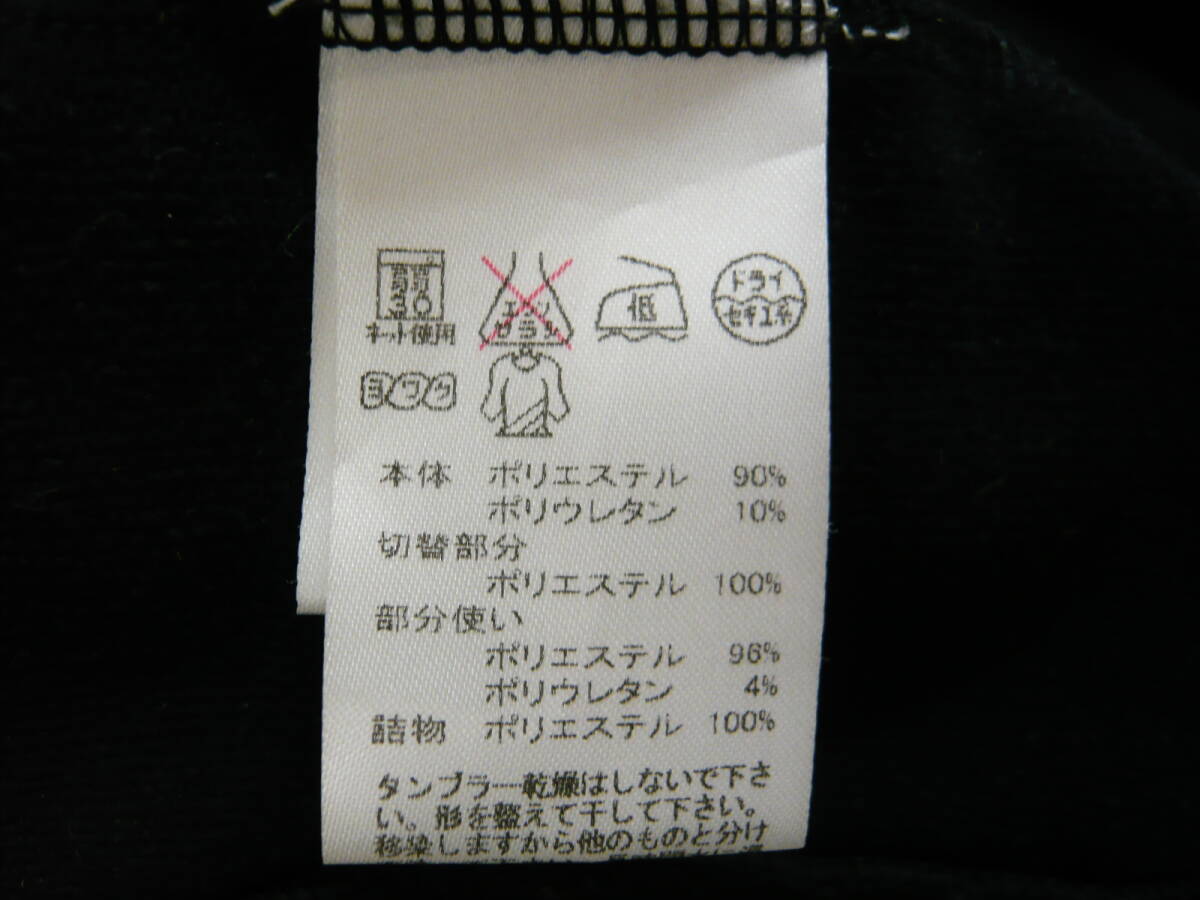 弱
30
ネット使用
エンソ
サラシ
低
ドライ
セキユ系
ヨワク
本体 ポリエステル 90%
ポリウレタン 10%
切替部分
ポリエステル 100%
部分使い
ポリエステル 96%
ポリウレタン 4%
詰物 ポリエステル 100%
タンブラー乾燥はしないで下さ
い。形を整えて干して下さい。
移染しますから他のものと分け